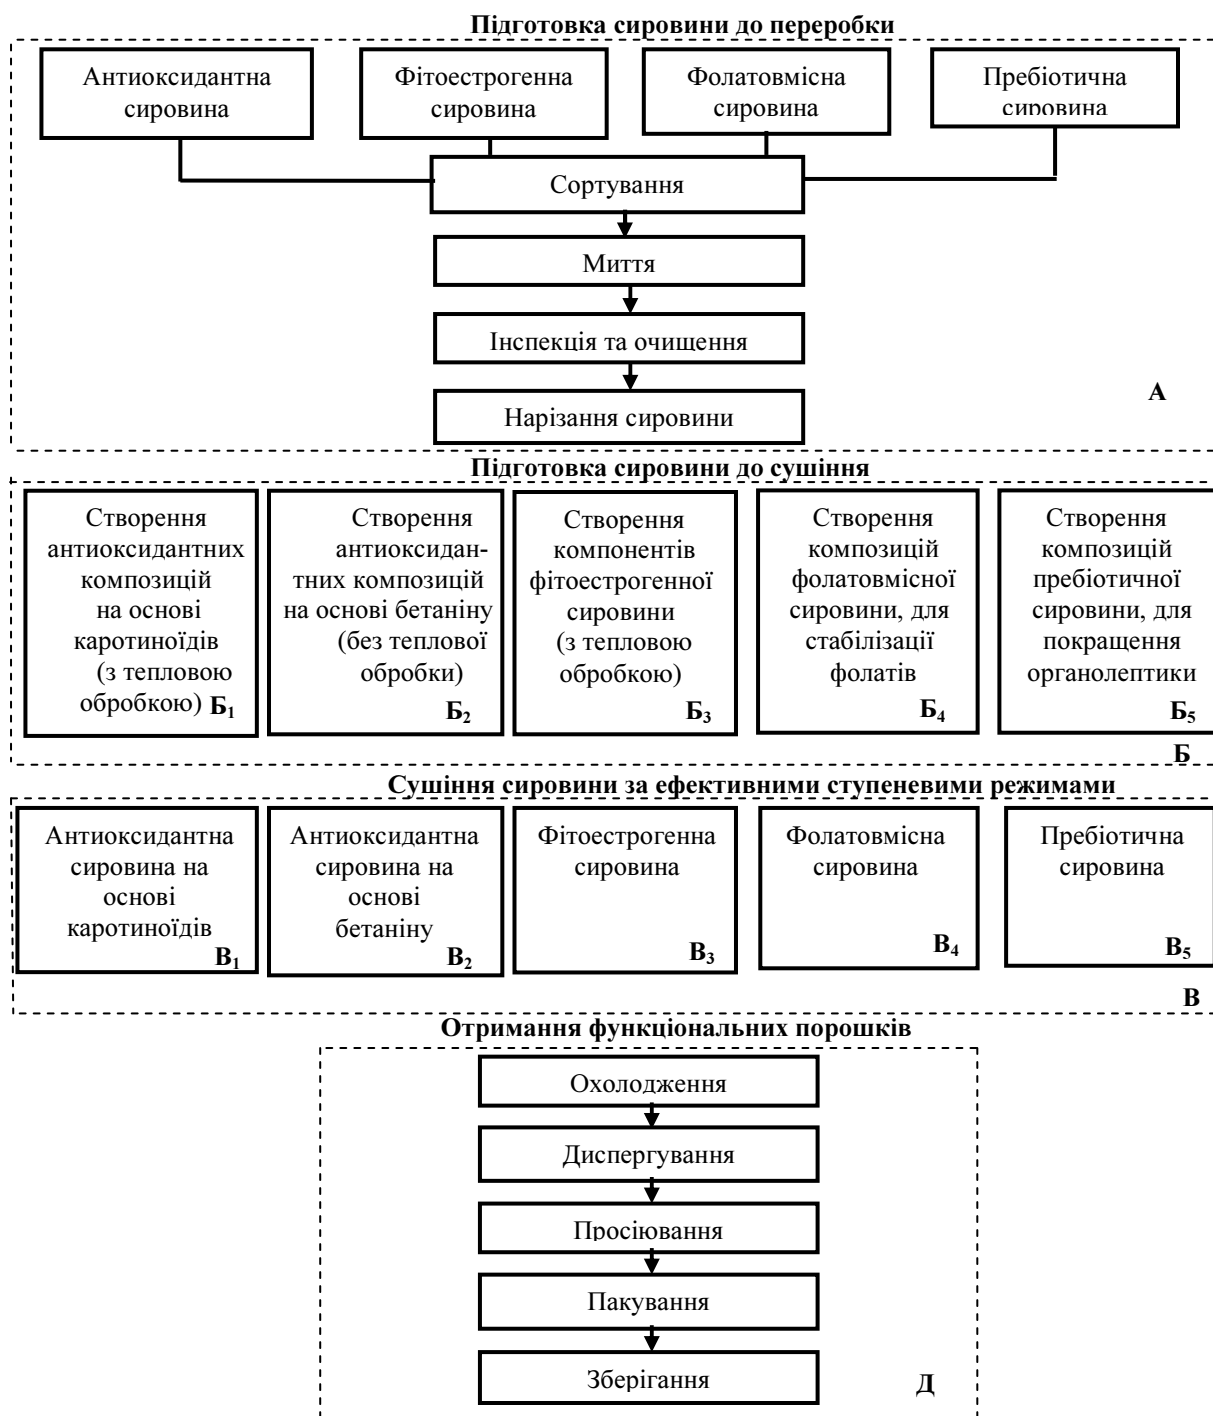 Підготовка сировини до переробки
Антиоксидантна
сировина
Фітоестрогенна
сировина
Фолатовмісна
сировина
Пребіотична
сировина
Сортування
Миття
Інспекція та очищення
Нарізання сировини
А
Підготовка сировини до сушіння
Створення
антиоксидантних
композицій
на основі
каротиноїдів
(з тепловою
обробкою) Б₁
Створення
антиоксидан-
тних композицій
на основі бетаніну
(без теплової
обробки)
Б₂
Створення
компонентів
фітоестрогенної
сировини
(з тепловою
обробкою)
Б₃
Створення
композицій
фолатовмісної
сировини, для
стабілізації
фолатів
Б₄
Створення
композицій
пребіотичної
сировини, для
покращення
органолептики
Б₅
Б
Сушіння сировини за ефективними ступеневими режимами
Антиоксидантна
сировина на
основі
каротиноїдів
В₁
Антиоксидантна
сировина на
основі
бетаніну
В₂
Фітоестрогенна
сировина
В₃
Фолатовмісна
сировина
В₄
Пребіотична
сировина
В₅
В
Отримання функціональних порошків
Охолодження
Диспергування
Просіювання
Пакування
Зберігання
Д